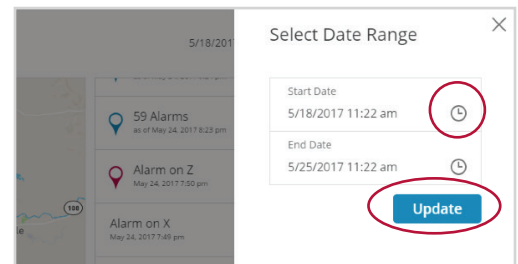 5/18/201
59 Alarms
as of May 24, 2017 8:23 pm
Alarm on Z
May 24, 2017 7:50 pm
Alarm on X
May 24, 2017 7:49 pm
108
le
Select Date Range
Start Date
5/18/2017 11:22 am
End Date
5/25/2017 11:22 am
Update